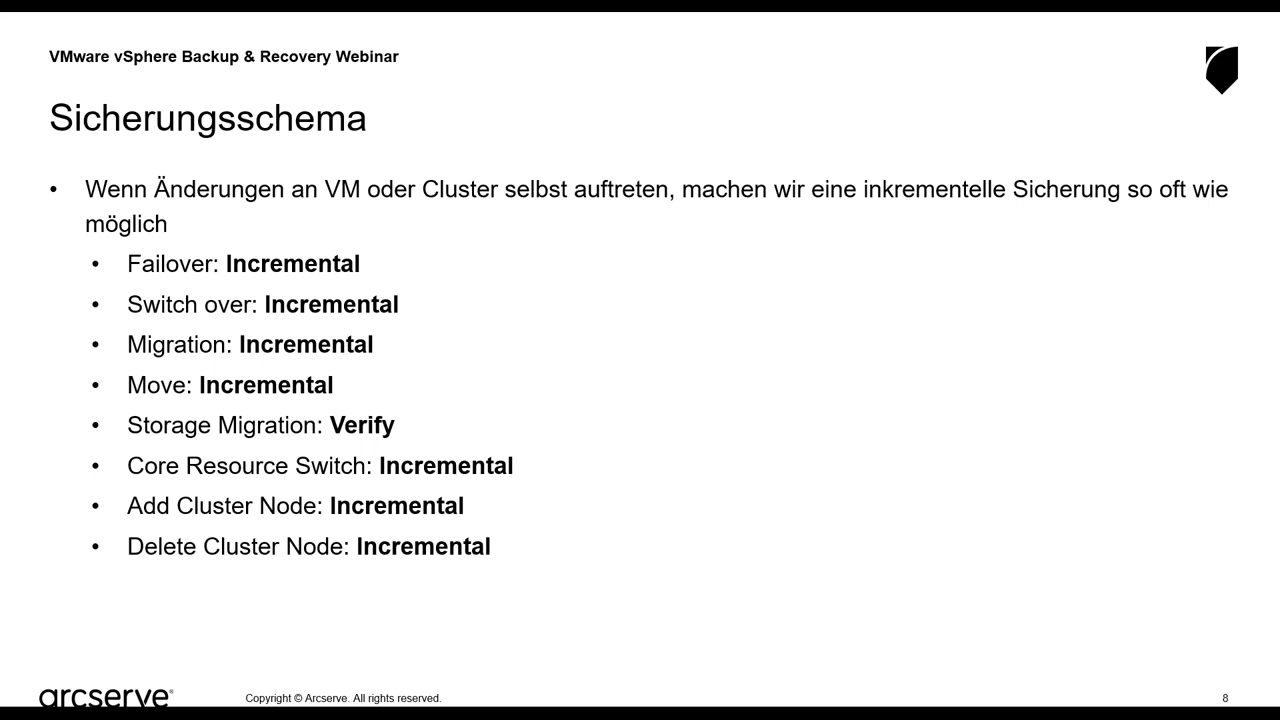 VMware vSphere Backup & Recovery Webinar
Sicherungsschema
• Wenn Änderungen an VM oder Cluster selbst auftreten, machen wir eine inkrementelle Sicherung so oft wie
möglich
• Failover: Incremental
• Switch over: Incremental
• Migration: Incremental
• Move: Incremental
• Storage Migration: Verify
• Core Resource Switch: Incremental
• Add Cluster Node: Incremental
• Delete Cluster Node: Incremental
arcserve® Copyright © Arcserve. All rights reserved. 8